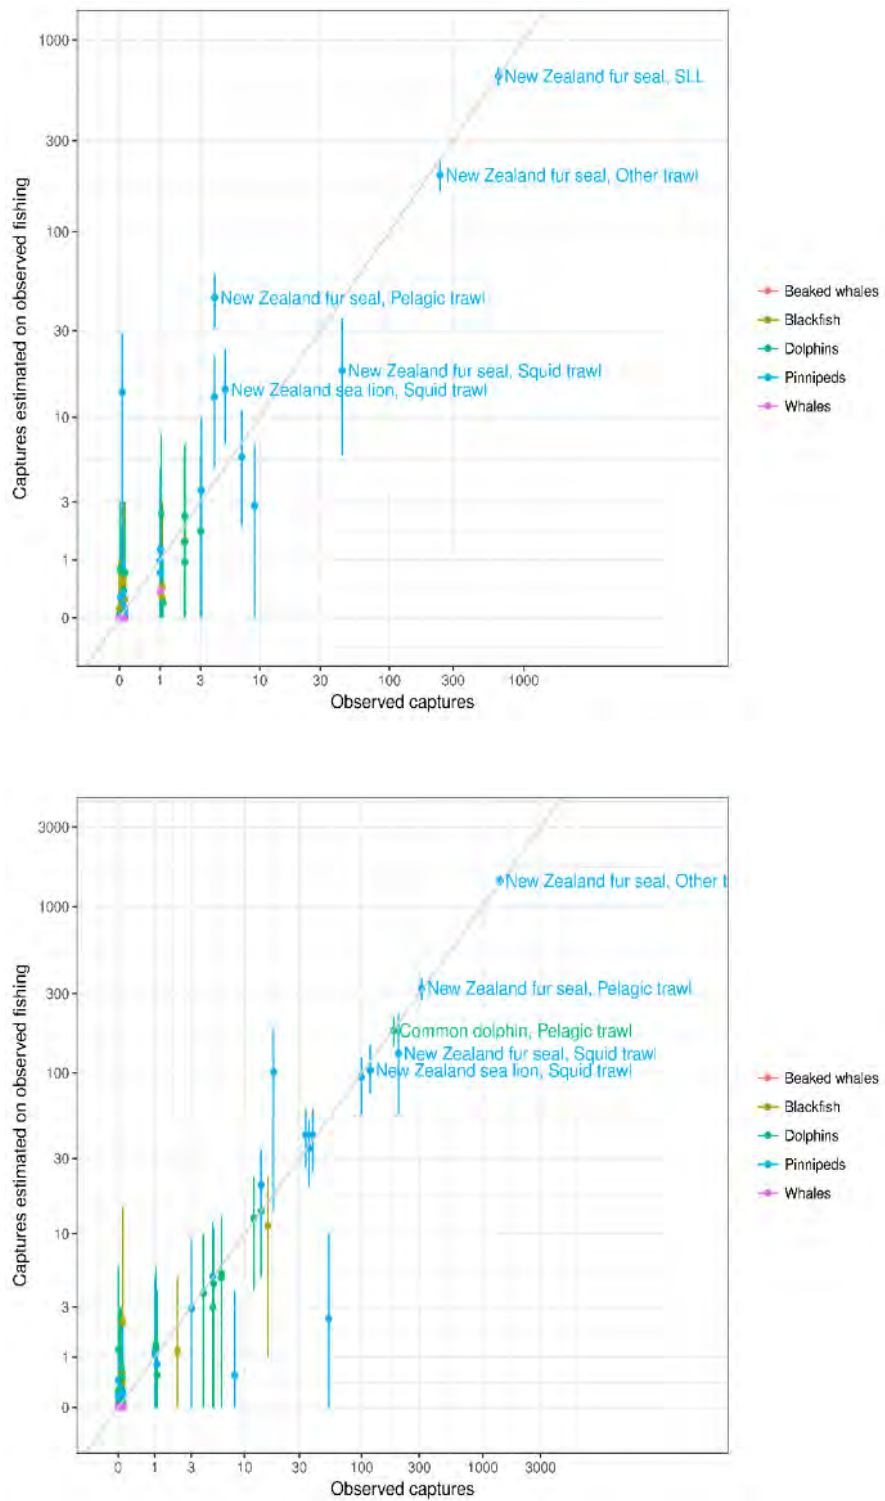 1000
300
100
30
10
3
1
0
New Zealand fur seal, SLL
New Zealand fur seal, Other trawl
New Zealand fur seal, Pelagic trawl
New Zealand fur seal, Squid trawl
New Zealand sea lion, Squid trawl
Captures estimated on observed fishing
0 1 3 10 30 100 300 1000
Observed captures
Beaked whales
Blackfish
Dolphins
Pinnipeds
Whales
3000
1000
300
100
30
10
3
1
0
New Zealand fur seal, Other t
New Zealand fur seal, Pelagic trawl
Common dolphin, Pelagic trawl
New Zealand fur seal, Squid trawl
New Zealand sea lion, Squid trawl
Captures estimated on observed fishing
0 1 3 10 30 100 300 1000 3000
Observed captures
Beaked whales
Blackfish
Dolphins
Pinnipeds
Whales